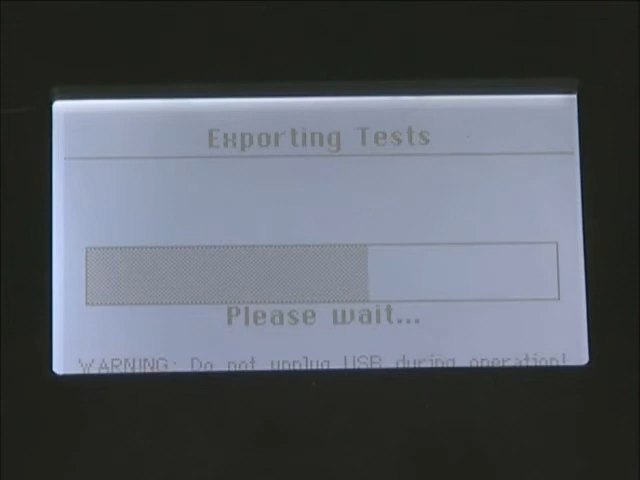 Exporting Tests
Please wait...
WARNING: Do not unplug USB during operation!